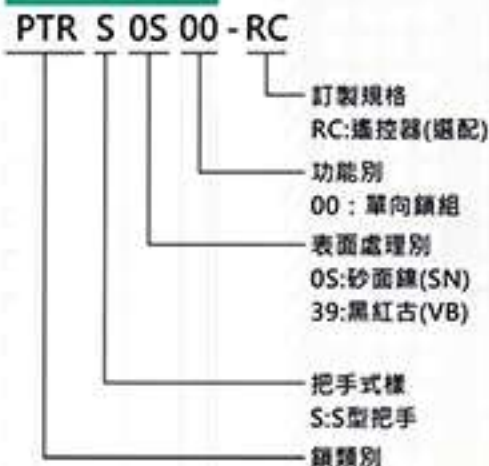 PTR S 0S 00 - RC
訂製規格
RC:遙控器(選配)
功能別
00：單向鎖組
表面處理別
0S:砂面鎳(SN)
39:黑紅古(VB)
把手式樣
S:S型把手
鎖類別